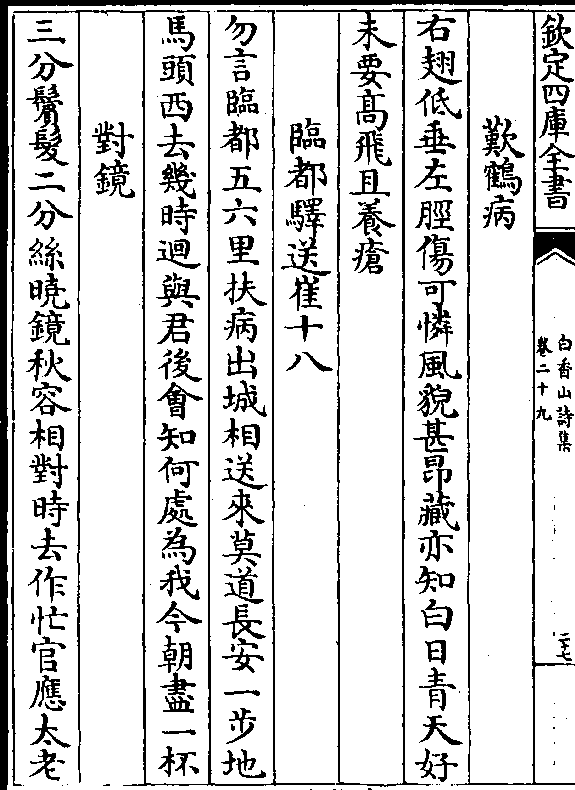 欽定四庫全書
白香山詩集
卷二十九
二十七
歎鶴病
右翅低垂左脛傷可憐風貌甚昂藏亦知白日青天好
未要髙飛且養瘡
臨都驛送崔十八
勿言臨都五六里扶病出城相送來莫道長安一步地
馬頭西去幾時迴與君後㑹知何處為我今朝盡一杯
對鏡
三分鬢髪二分絲曉鏡秋容相對時去作忙官應太老